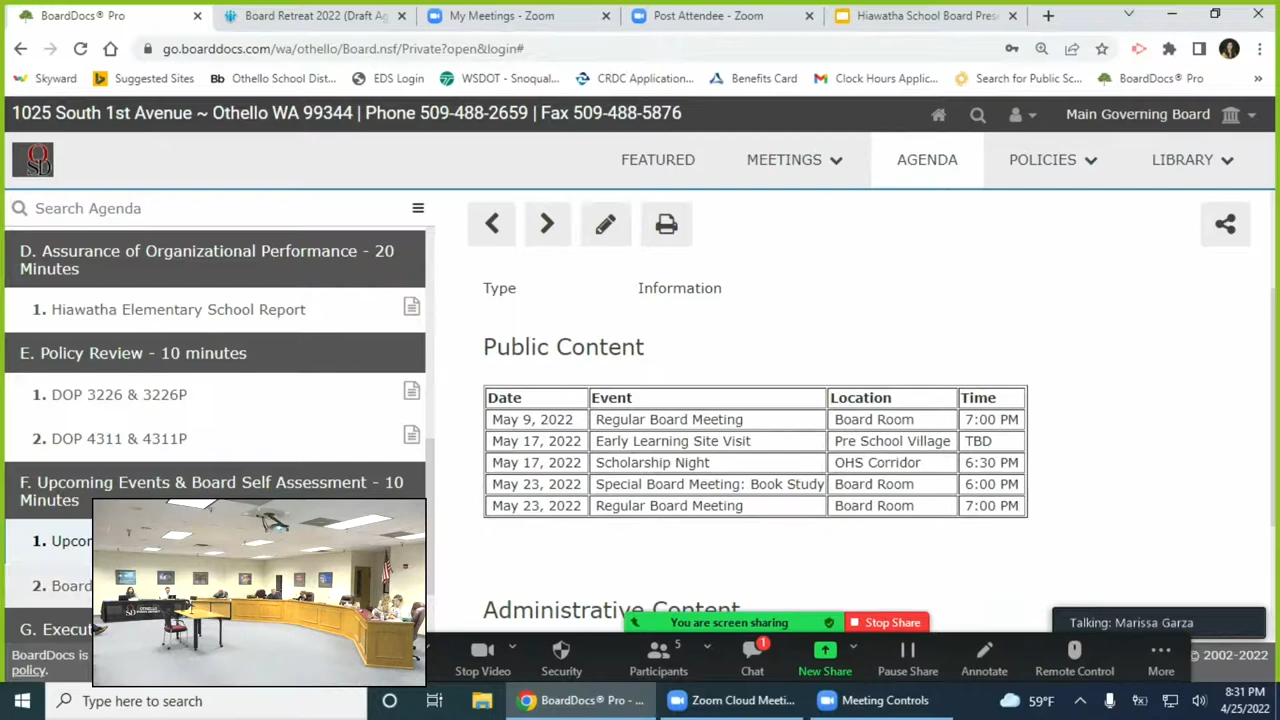 BoardDocs® Pro
Board Retreat 2022 (Draft Ag
My Meetings - Zoom
Post Attendee - Zoom
Hiawatha School Board Pres
go.boarddocs.com/wa/othello/Board.nsf/Private?open&login#
Skyward
Suggested Sites
Othello School Dist...
EDS Login
WSDOT - Snoqual...
CRDC Application...
Benefits Card
Clock Hours Applic...
Search for Public Sc...
BoardDocs® Pro
»
1025 South 1st Avenue ~ Othello WA 99344 | Phone 509-488-2659 | Fax 509-488-5876
Main Governing Board
OSD
FEATURED
MEETINGS
AGENDA
POLICIES
LIBRARY
Search Agenda
D. Assurance of Organizational Performance - 20
Minutes
1. Hiawatha Elementary School Report
E. Policy Review - 10 minutes
1. DOP 3226 & 3226P
2. DOP 4311 & 4311P
F. Upcoming Events & Board Self Assessment - 10
Minutes
1. Upcor
2. Board
G. Execut
BoardDocs is
policy.
Type Information
Public Content
Date Event Location Time
May 9, 2022 Regular Board Meeting Board Room 7:00 PM
May 17, 2022 Early Learning Site Visit Pre School Village TBD
May 17, 2022 Scholarship Night OHS Corridor 6:30 PM
May 23, 2022 Special Board Meeting: Book Study Board Room 6:00 PM
May 23, 2022 Regular Board Meeting Board Room 7:00 PM
Administrative Content
You are screen sharing
Stop Share
Talking: Marissa Garza
OTHELLO
Stop Video
Security
5
Participants
1
Chat
New Share
Pause Share
Annotate
Remote Control
More
© 2002-2022
Type here to search
BoardDocs® Pro - ...
Zoom Cloud Meeti...
Meeting Controls
59°F
8:31 PM
4/25/2022